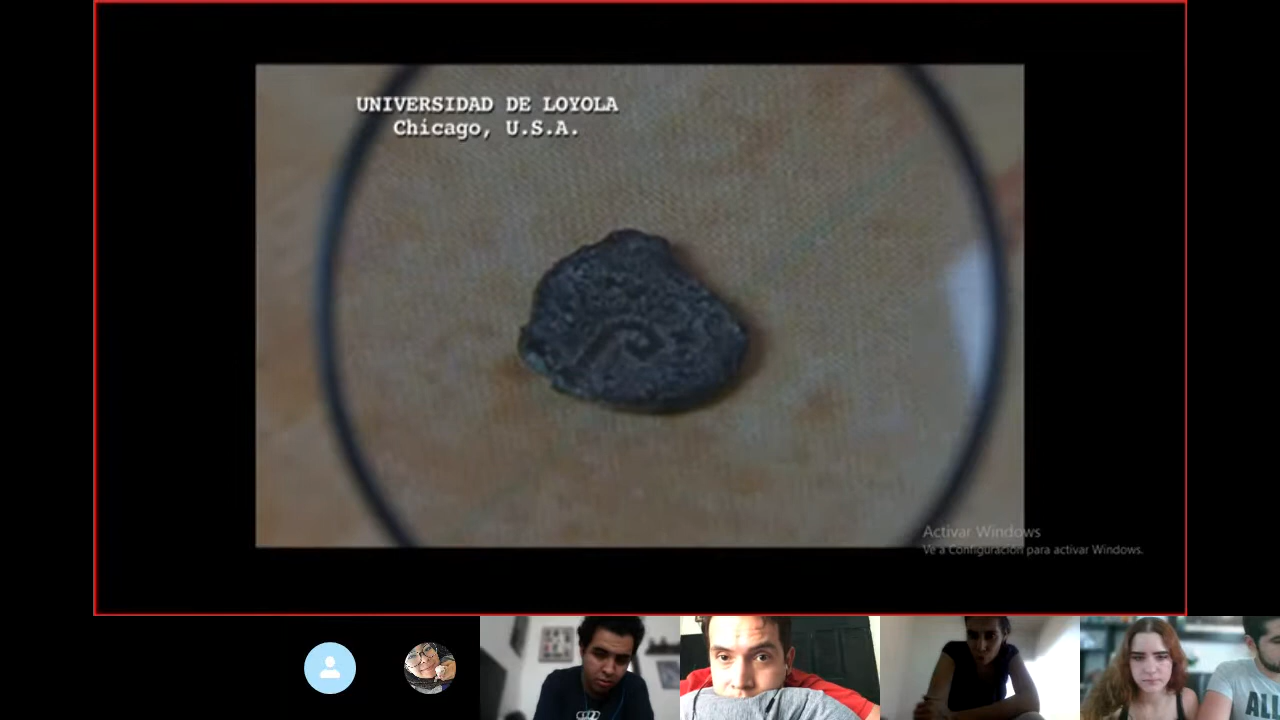 UNIVERSIDAD DE LOYOLA
Chicago, U.S.A.
Activar Windows
Ve a Configuración para activar Windows.